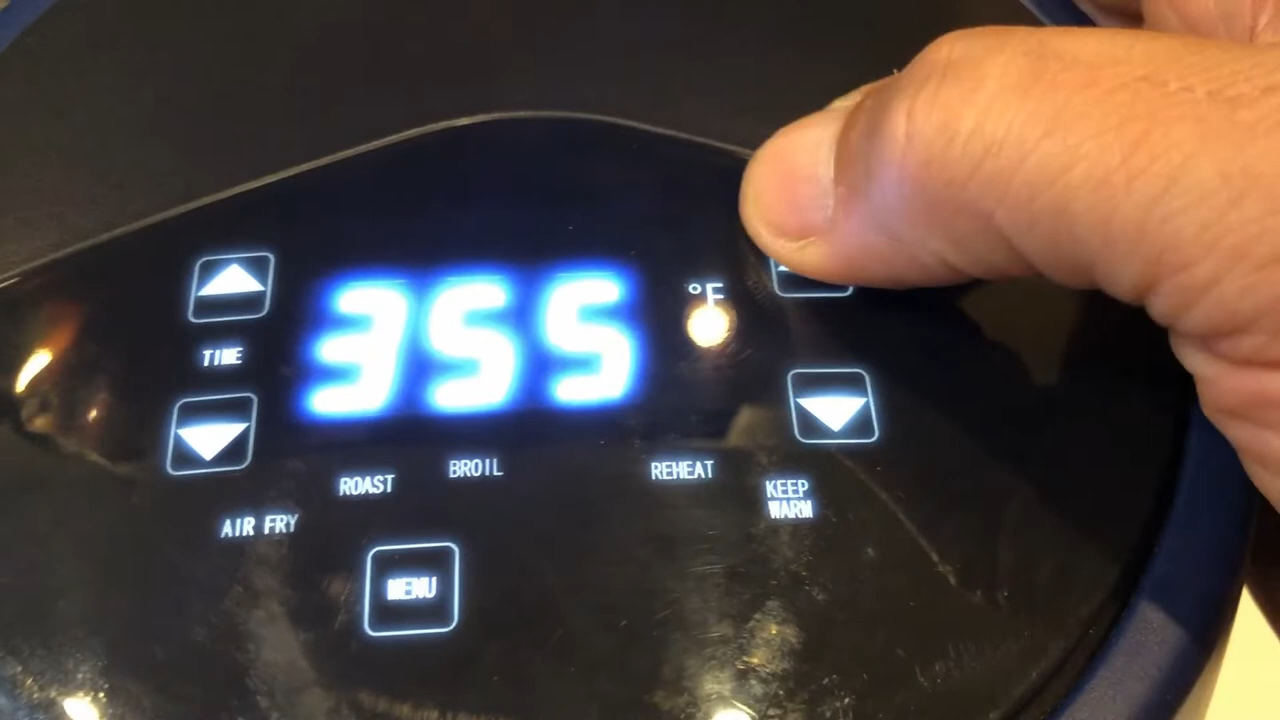 355 °F
TIME
ROAST BROIL REHEAT KEEP WARM
AIR FRY
MENU